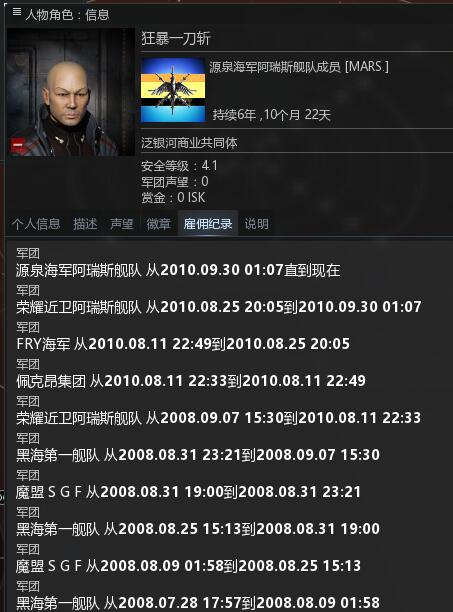 人物角色：信息
狂暴一刀斩
源泉海军阿瑞斯舰队成员 [MARS.]
持续6年 ,10个月 22天
泛银河商业共同体
安全等级：4.1
军团声望：0
赏金：0 ISK
个人信息 描述 声望 徽章 雇佣纪录 说明
军团
源泉海军阿瑞斯舰队 从2010.09.30 01:07直到现在
军团
荣耀近卫阿瑞斯舰队 从2010.08.25 20:05到2010.09.30 01:07
军团
FRY海军 从2010.08.11 22:49到2010.08.25 20:05
军团
佩克昂集团 从2010.08.11 22:33到2010.08.11 22:49
军团
荣耀近卫阿瑞斯舰队 从2008.09.07 15:30到2010.08.11 22:33
军团
黑海第一舰队 从2008.08.31 23:21到2008.09.07 15:30
军团
魔盟 S G F 从2008.08.31 19:00到2008.08.31 23:21
军团
黑海第一舰队 从2008.08.25 15:13到2008.08.31 19:00
军团
魔盟 S G F 从2008.08.09 01:58到2008.08.25 15:13
军团
黑海第一舰队 从2008.07.28 17:57到2008.08.09 01:58